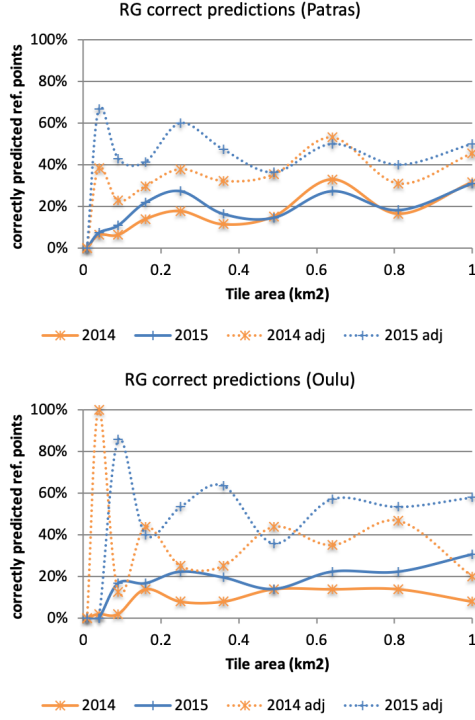 RG correct predictions (Patras)
correctly predicted ref. points
100%
80%
60%
40%
20%
0%
0 0.2 0.4 0.6 0.8 1
Tile area (km2)
2014 2015 2014 adj 2015 adj
RG correct predictions (Oulu)
correctly predicted ref. points
100%
80%
60%
40%
20%
0%
0 0.2 0.4 0.6 0.8 1
Tile area (km2)
2014 2015 2014 adj 2015 adj